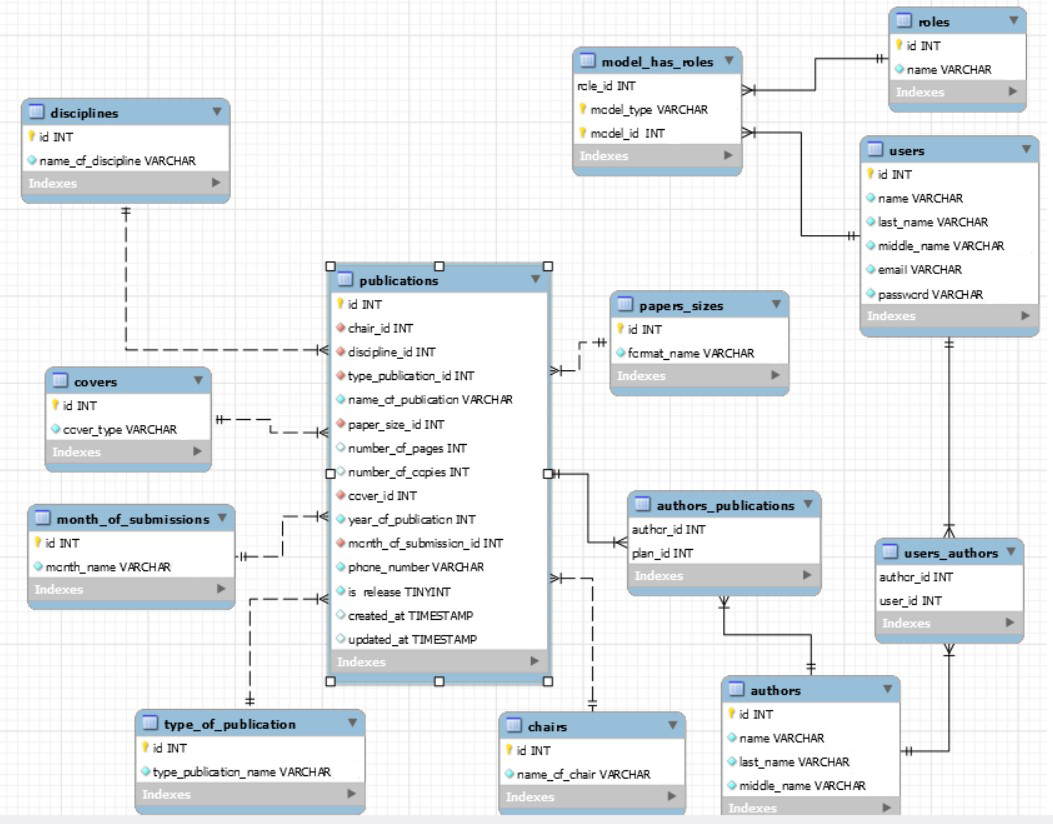 roles
id INT
name VARCHAR
Indexes
model_has_roles
role_id INT
model_type VARCHAR
model_id INT
Indexes
disciplines
id INT
name_of_discipline VARCHAR
Indexes
users
id INT
name VARCHAR
last_name VARCHAR
middle_name VARCHAR
email VARCHAR
password VARCHAR
Indexes
publications
id INT
chair_id INT
discipline_id INT
type_publication_id INT
name_of_publication VARCHAR
paper_size_id INT
number_of_pages INT
number_of_copies INT
cover_id INT
year_of_publication INT
month_of_submission_id INT
phone_number VARCHAR
is_release TINYINT
created_at TIMESTAMP
updated_at TIMESTAMP
Indexes
papers_sizes
id INT
format_name VARCHAR
Indexes
covers
id INT
cover_type VARCHAR
Indexes
month_of_submissions
id INT
month_name VARCHAR
Indexes
authors_publications
author_id INT
plan_id INT
Indexes
users_authors
author_id INT
user_id INT
Indexes
type_of_publication
id INT
type_publication_name VARCHAR
Indexes
chairs
id INT
name_of_chair VARCHAR
Indexes
authors
id INT
name VARCHAR
last_name VARCHAR
middle_name VARCHAR
Indexes